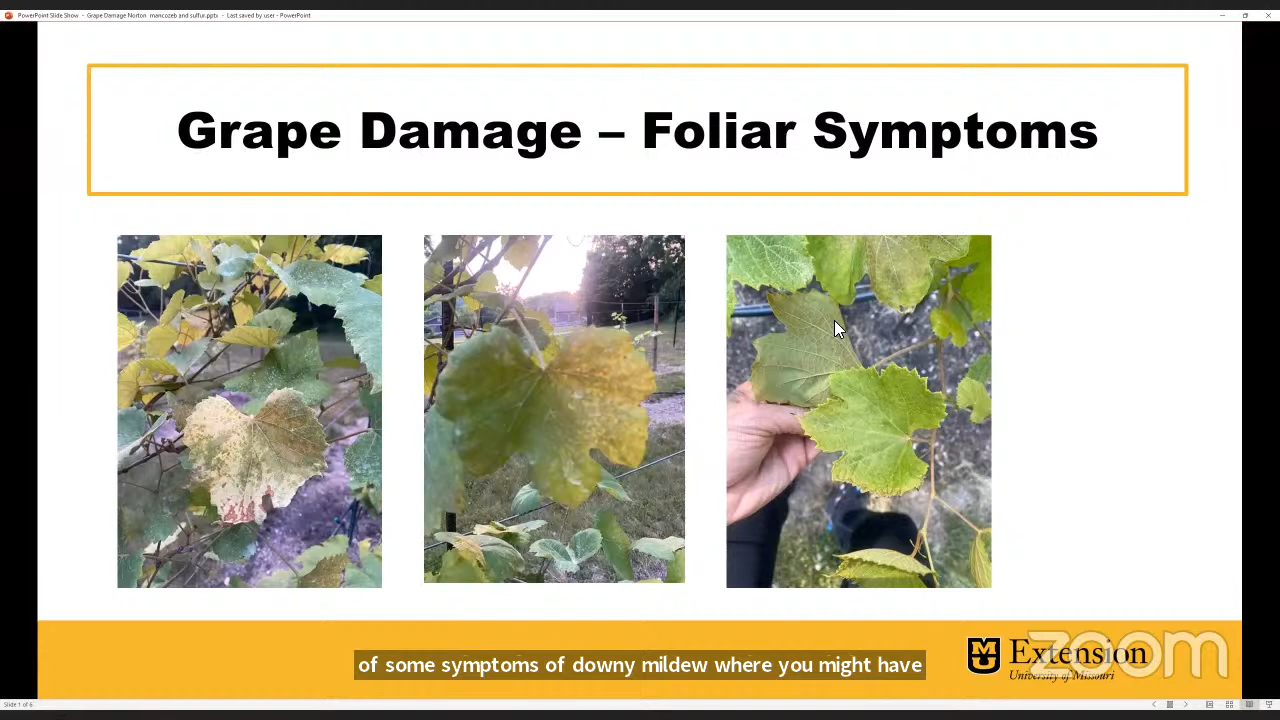 PowerPoint Slide Show - Grape Damage Norton mancozeb and sulfur.pptx - Last saved by user - PowerPoint
Grape Damage – Foliar Symptoms
of some symptoms of downy mildew where you might have
MU
Extension
University of Missouri
zoom
Slide 1 of 6